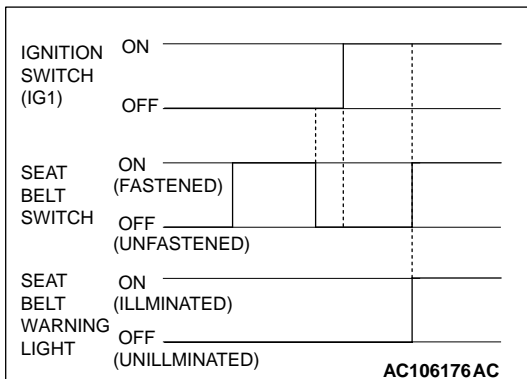 IGNITION
SWITCH
(IG1)
ON
OFF
SEAT
BELT
SWITCH
ON
(FASTENED)
OFF
(UNFASTENED)
SEAT
BELT
WARNING
LIGHT
ON
(ILLMINATED)
OFF
(UNILLMINATED)
AC106176AC